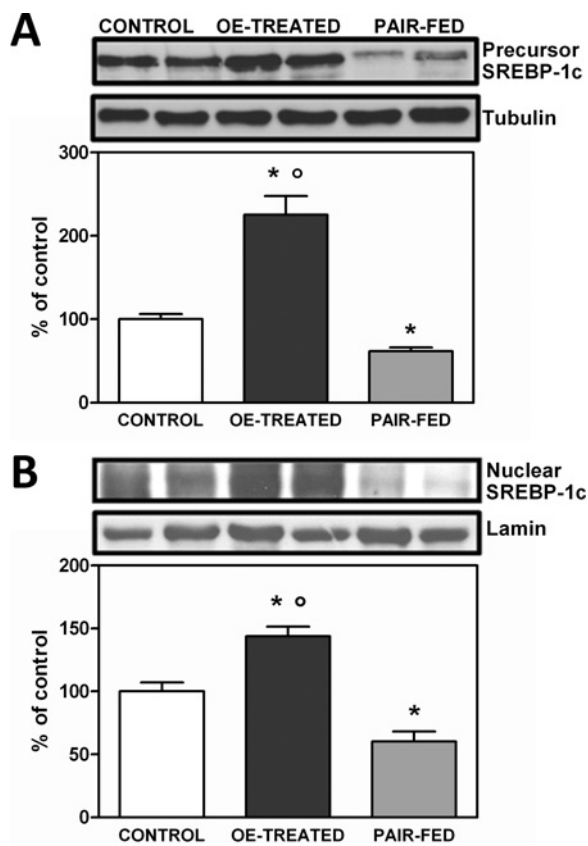 A
CONTROL OE-TREATED PAIR-FED
Precursor
SREBP-1c
Tubulin
300
200
100
0
% of control
* °
*
CONTROL OE-TREATED PAIR-FED
B
Nuclear
SREBP-1c
Lamin
200
150
100
50
0
% of control
* °
*
CONTROL OE-TREATED PAIR-FED